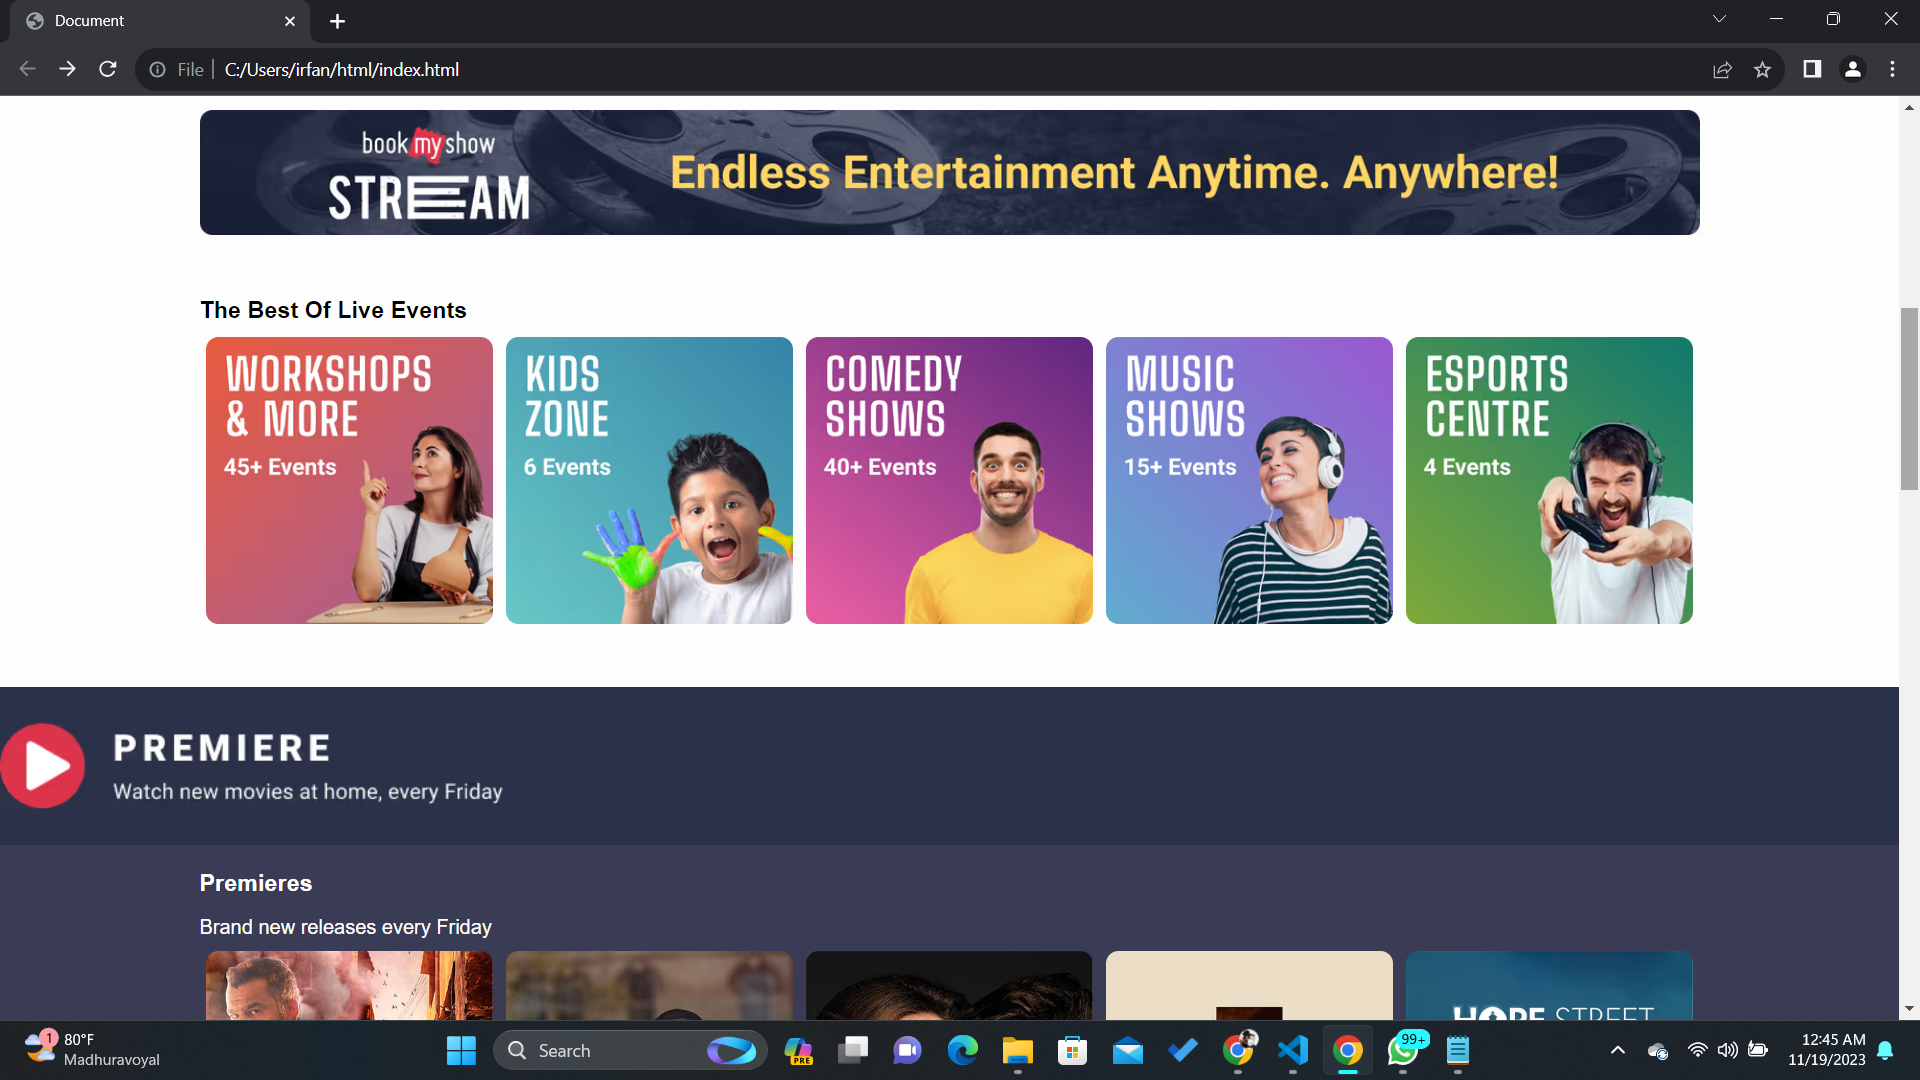 Document
File
C:/Users/irfan/html/index.html
book my show
STREAM
Endless Entertainment Anytime. Anywhere!
The Best Of Live Events
WORKSHOPS
& MORE
45+ Events
KIDS
ZONE
6 Events
COMEDY
SHOWS
40+ Events
MUSIC
SHOWS
15+ Events
ESPORTS
CENTRE
4 Events
PREMIERE
Watch new movies at home, every Friday
Premieres
Brand new releases every Friday
HOPE STREET
1
80°F
Madhuravoyal
Search
PRE
99+
12:45 AM
11/19/2023